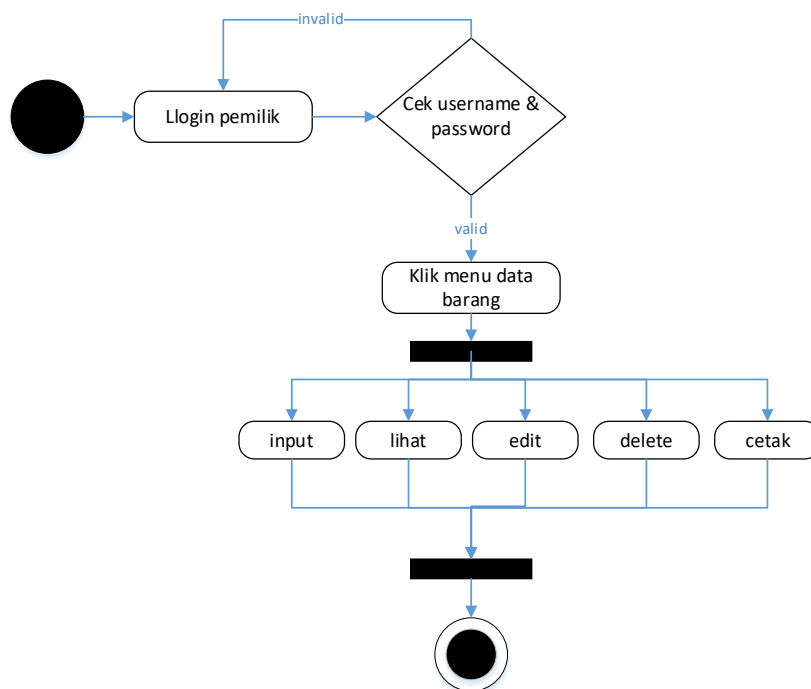 invalid
Llogin pemilik
Cek username &
password
valid
Klik menu data
barang
input
lihat
edit
delete
cetak